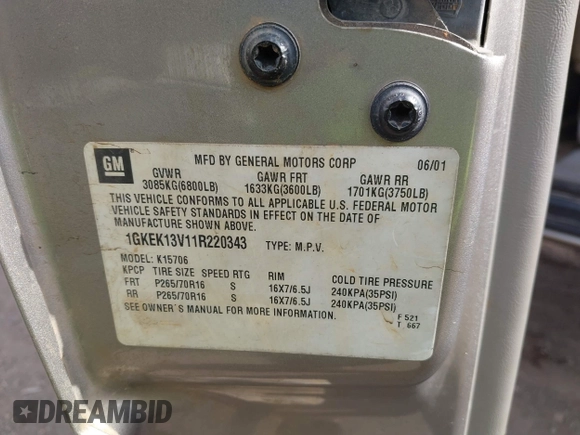 GM
MFD BY GENERAL MOTORS CORP 06/01
GVWR GAWR FRT GAWR RR
3085KG(6800LB) 1633KG(3600LB) 1701KG(3750LB)
THIS VEHICLE CONFORMS TO ALL APPLICABLE U.S. FEDERAL MOTOR
VEHICLE SAFETY STANDARDS IN EFFECT ON THE DATE OF
MANUFACTURE SHOWN ABOVE.
1GKEK13V11R220343 TYPE: M.P.V.
MODEL: K15706
KPCP TIRE SIZE SPEED RTG RIM COLD TIRE PRESSURE
FRT P265/70R16 S 16X7/6.5J 240KPA(35PSI)
RR P265/70R16 S 16X7/6.5J 240KPA(35PSI)
SEE OWNER'S MANUAL FOR MORE INFORMATION.
F 521
T 667
DREAMBID